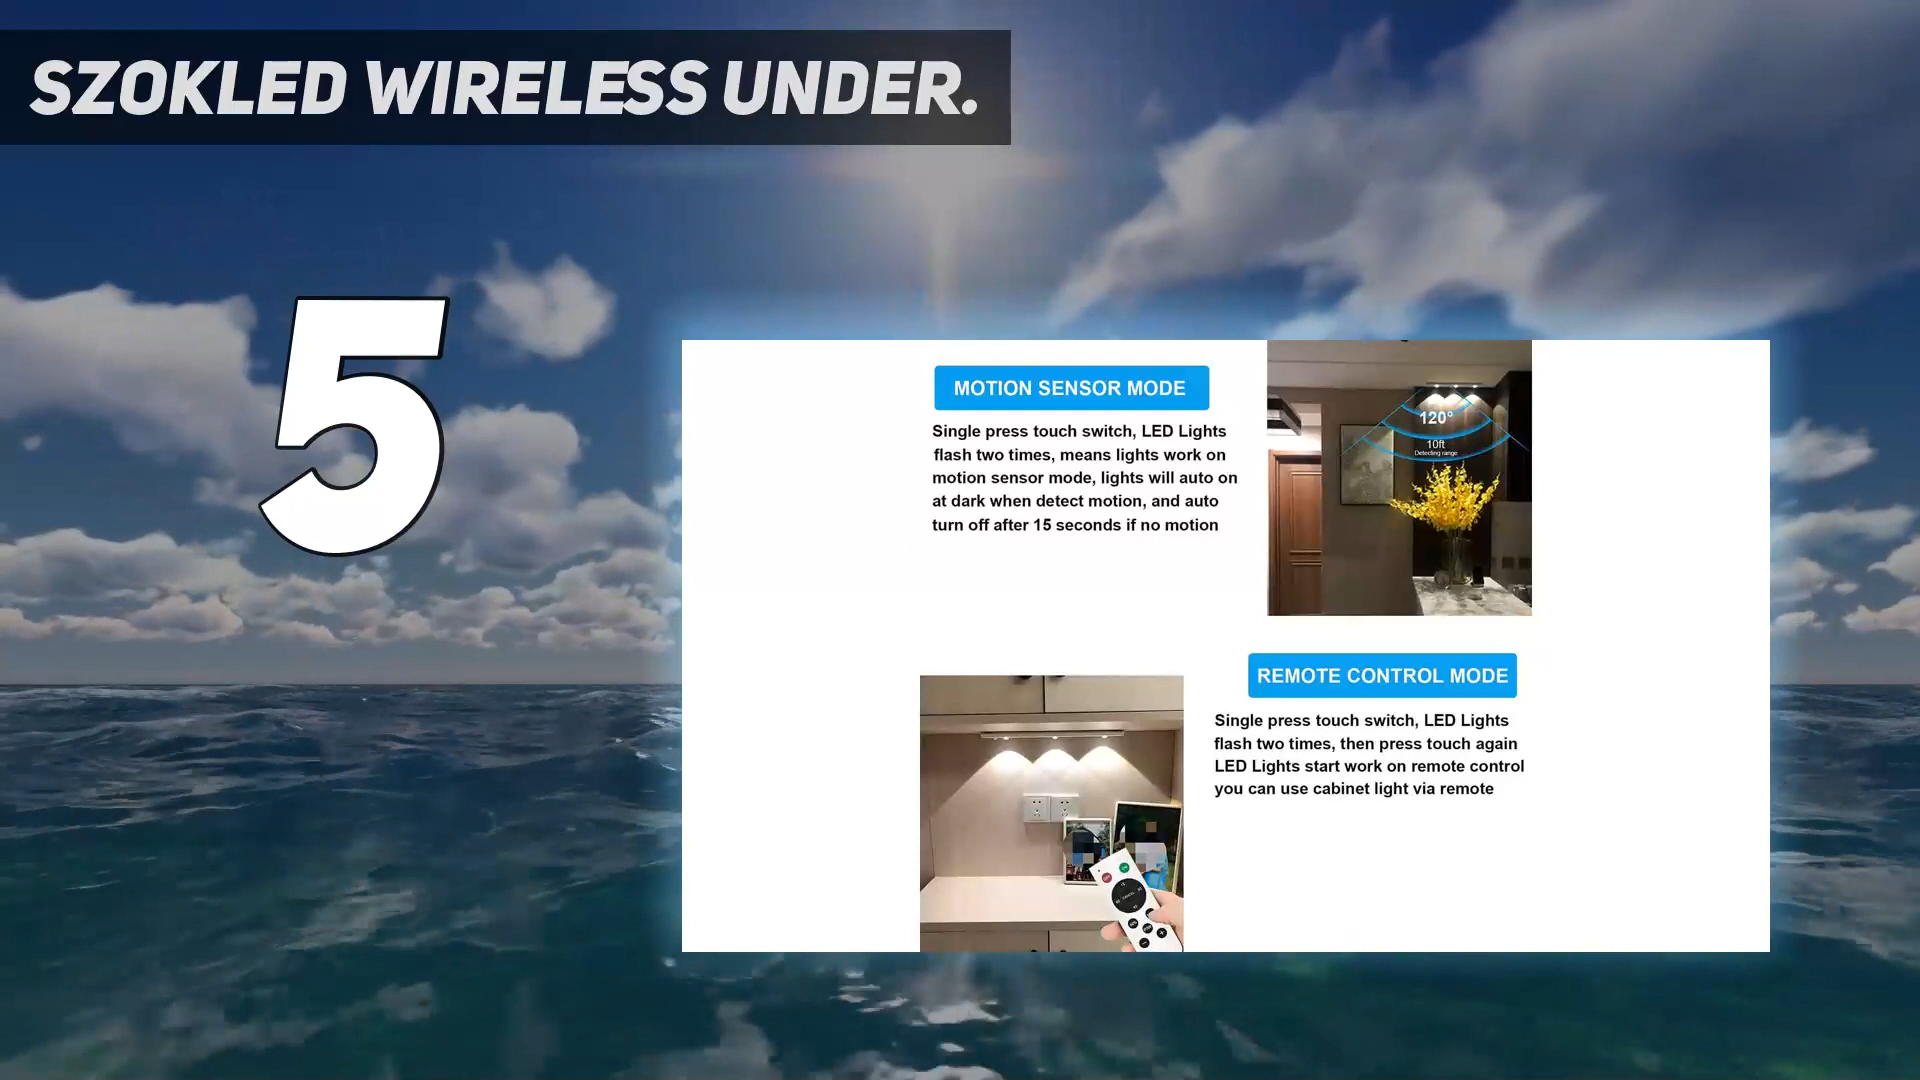 SZOKLED WIRELESS UNDER.
5
MOTION SENSOR MODE
Single press touch switch, LED Lights
flash two times, means lights work on
motion sensor mode, lights will auto on
at dark when detect motion, and auto
turn off after 15 seconds if no motion
120°
10ft
Detecting range
REMOTE CONTROL MODE
Single press touch switch, LED Lights
flash two times, then press touch again
LED Lights start work on remote control
you can use cabinet light via remote